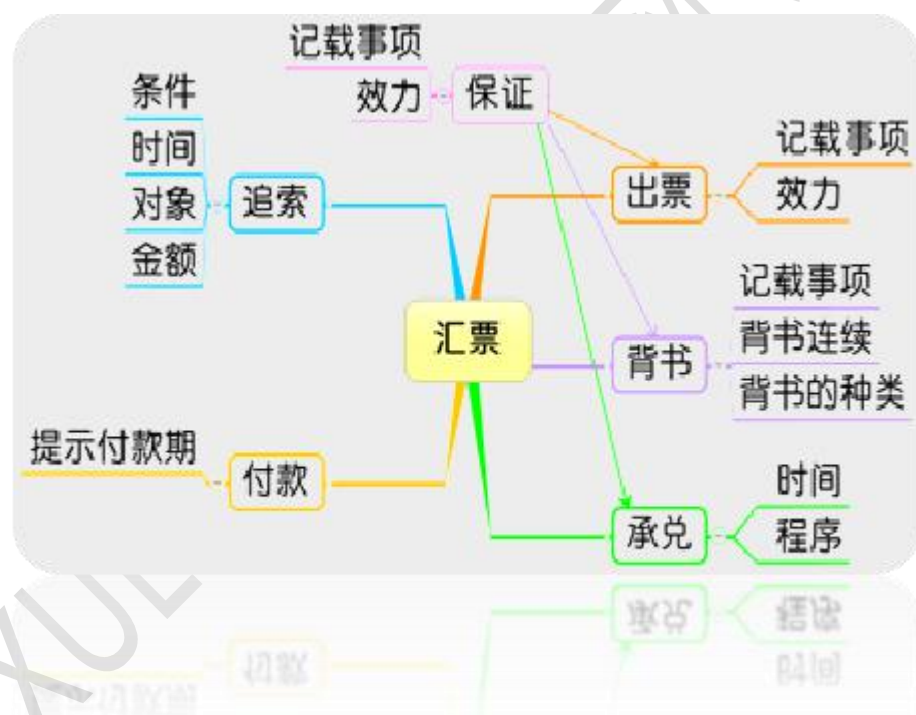 记载事项
效力
保证
条件
时间
对象
金额
追索
出票
记载事项
效力
汇票
背书
记载事项
背书连续
背书的种类
提示付款期
付款
承兑
时间
程序